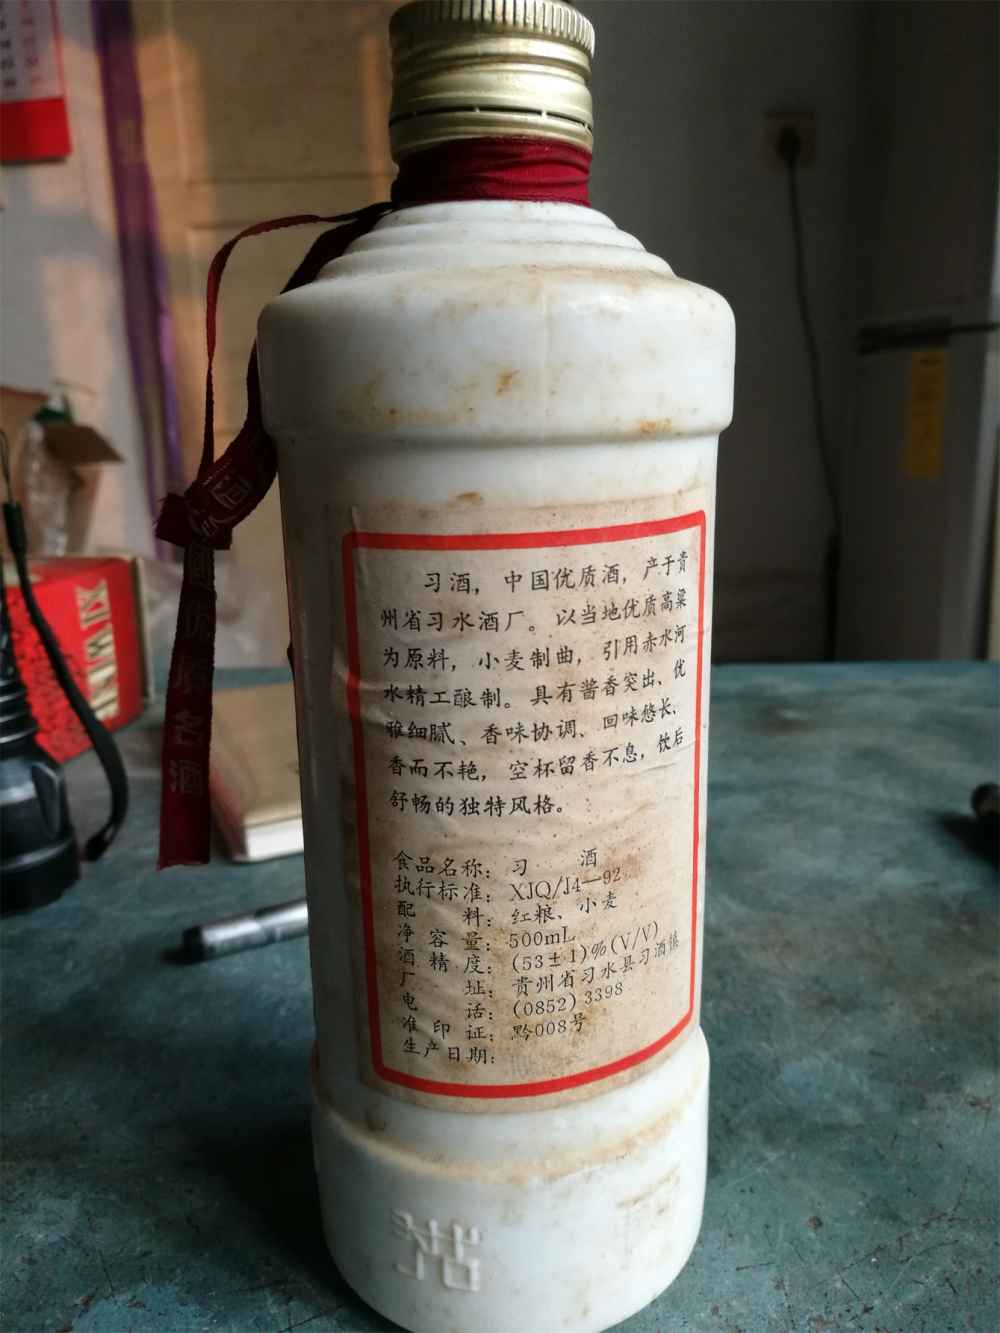 习酒，中国优质酒，产于贵
州省习水酒厂。以当地优质高粱
为原料，小麦制曲，引用赤水河
水精工酿制。具有酱香突出、优
雅细腻、香味协调、回味悠长、
香而不艳，空杯留香不息，饮后
舒畅的独特风格。
食品名称：习 酒
执行标准：XJQ/J4—92
配 料：红粮、小麦
净 容 量：500mL
酒 精 度：(53±1)%(V/V)
厂 址：贵州省习水县习酒镇
电 话：(0852)3398
准 印 证：黔008号
生产日期：
名酒
XI WIN